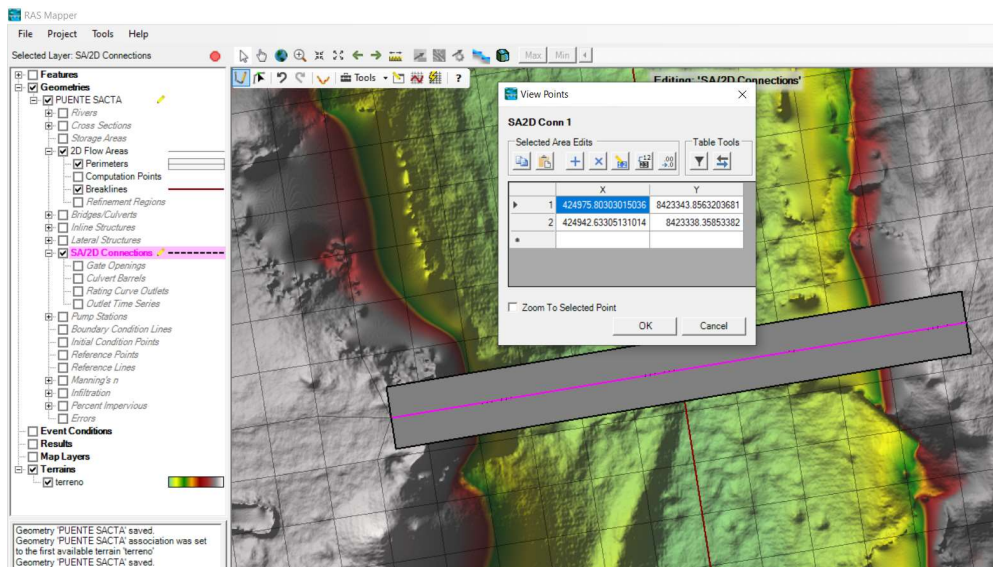 RAS Mapper
File Project Tools Help
Selected Layer: SA/2D Connections
Max Min
Features
Geometries
PUENTE SACTA
Rivers
Cross Sections
Storage Areas
2D Flow Areas
Perimeters
Computation Points
Breaklines
Refinement Regions
Bridges/Culverts
Inline Structures
Lateral Structures
SA/2D Connections
Gate Openings
Culvert Barrels
Rating Curve Outlets
Outlet Time Series
Pump Stations
Boundary Condition Lines
Initial Condition Points
Reference Points
Reference Lines
Manning's n
Infiltration
Percent Impervious
Errors
Event Conditions
Results
Map Layers
Terrains
terreno
Geometry 'PUENTE SACTA' saved.
Geometry 'PUENTE SACTA' association was set
to the first available terrain 'terreno'
Geometry 'PUENTE SACTA' saved.
Tools ?
Editing: 'SA/2D Connections'
View Points
SA2D Conn 1
Selected Area Edits Table Tools
X Y
1 424975.80303015036 8423343.8563203681
2 424942.63305131014 8423338.35853382
Zoom To Selected Point
OK Cancel